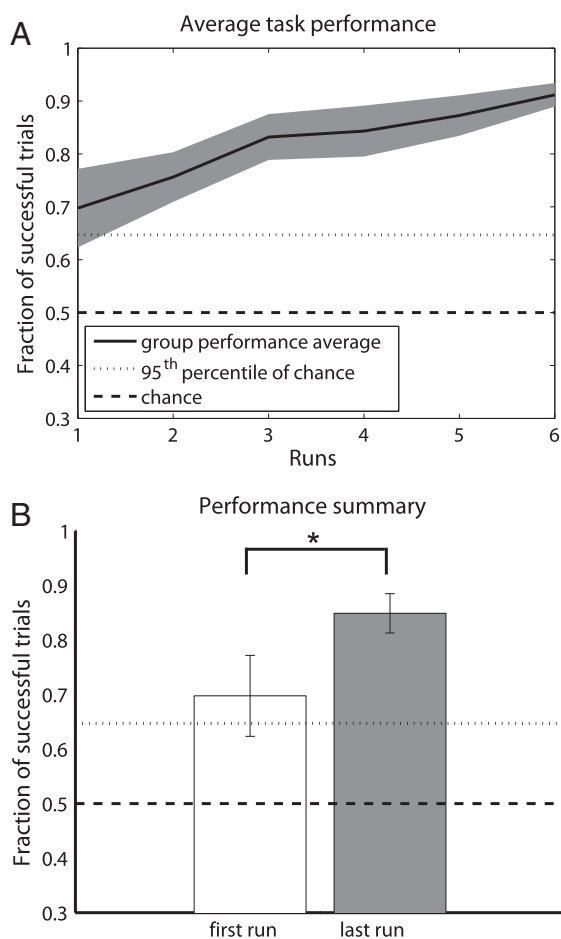 A
Average task performance
Fraction of successful trials
1
0.9
0.8
0.7
0.6
0.5
0.4
0.3
group performance average
95th percentile of chance
chance
1 2 3 4 5 6
Runs
B
Performance summary
Fraction of successful trials
1
0.9
0.8
0.7
0.6
0.5
0.4
0.3
*
first run last run